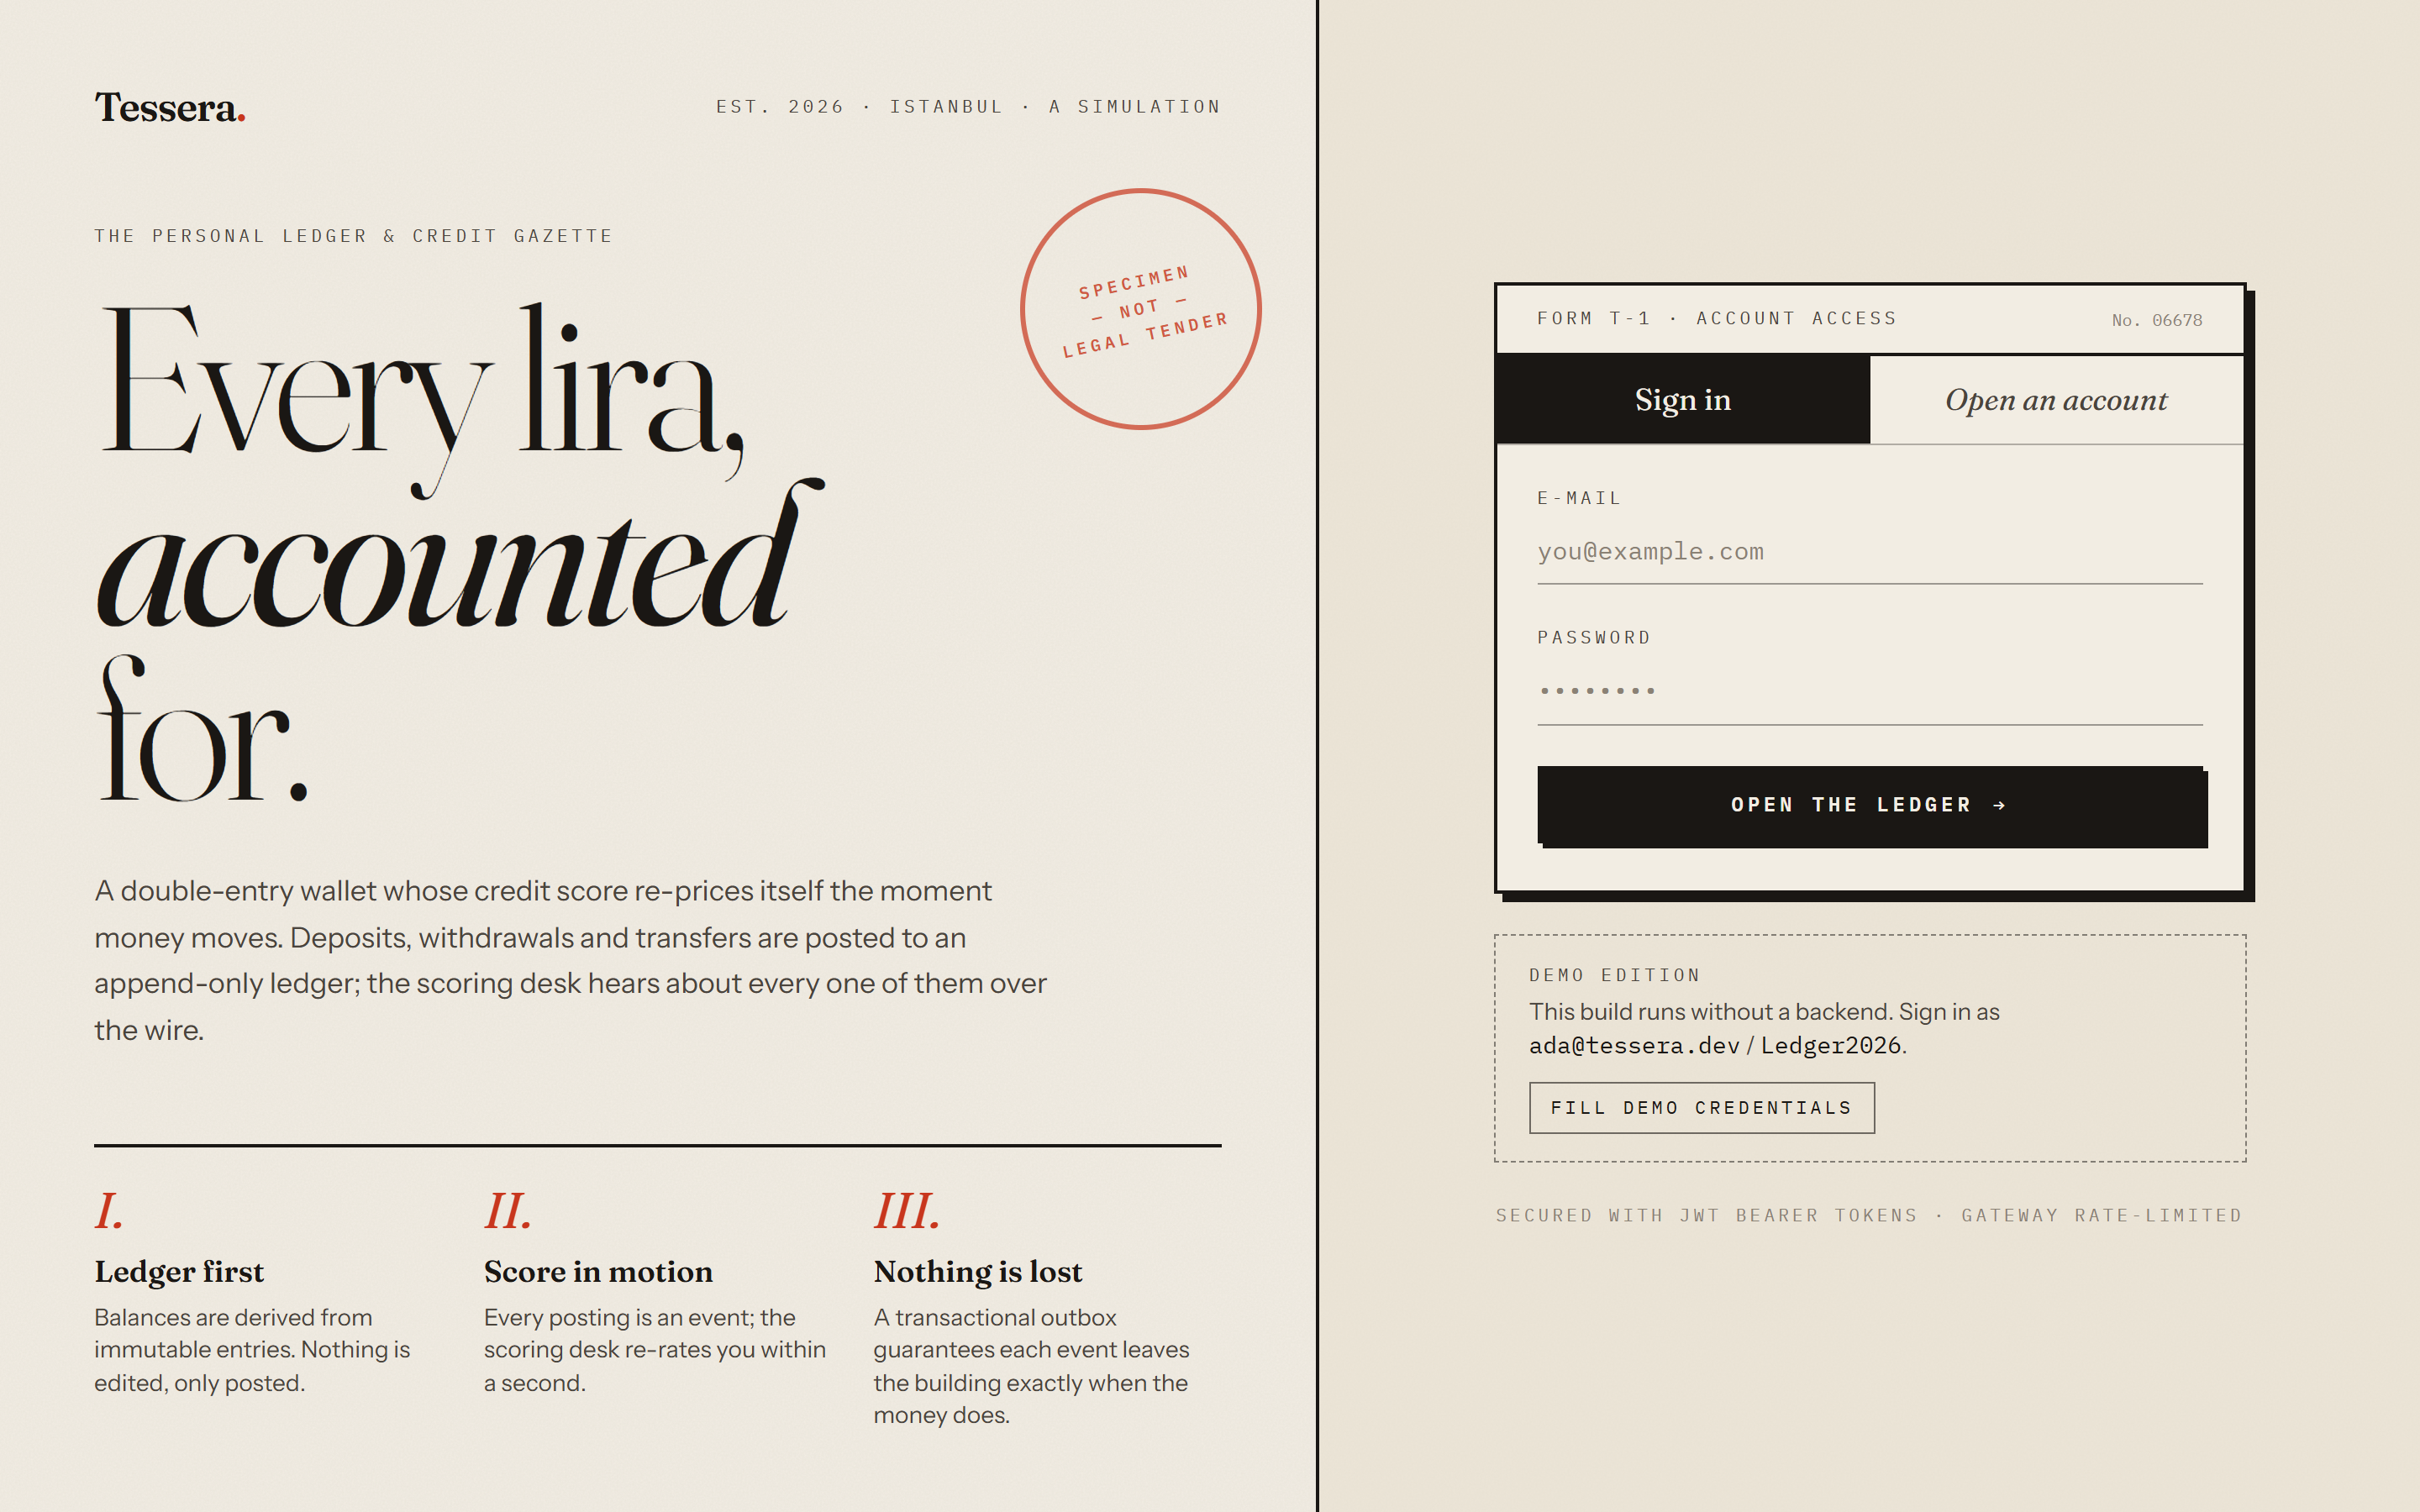 Tessera.
EST. 2026 · ISTANBUL · A SIMULATION
THE PERSONAL LEDGER & CREDIT GAZETTE
SPECIMEN
— NOT —
LEGAL TENDER
Every lira,
accounted
for.
A double-entry wallet whose credit score re-prices itself the moment
money moves. Deposits, withdrawals and transfers are posted to an
append-only ledger; the scoring desk hears about every one of them over
the wire.
I.
Ledger first
Balances are derived from
immutable entries. Nothing is
edited, only posted.
II.
Score in motion
Every posting is an event; the
scoring desk re-rates you within
a second.
III.
Nothing is lost
A transactional outbox
guarantees each event leaves
the building exactly when the
money does.
FORM T-1 · ACCOUNT ACCESS
No. 06678
Sign in
Open an account
E-MAIL
you@example.com
PASSWORD
••••••••
OPEN THE LEDGER →
DEMO EDITION
This build runs without a backend. Sign in as
ada@tessera.dev / Ledger2026.
FILL DEMO CREDENTIALS
SECURED WITH JWT BEARER TOKENS · GATEWAY RATE-LIMITED